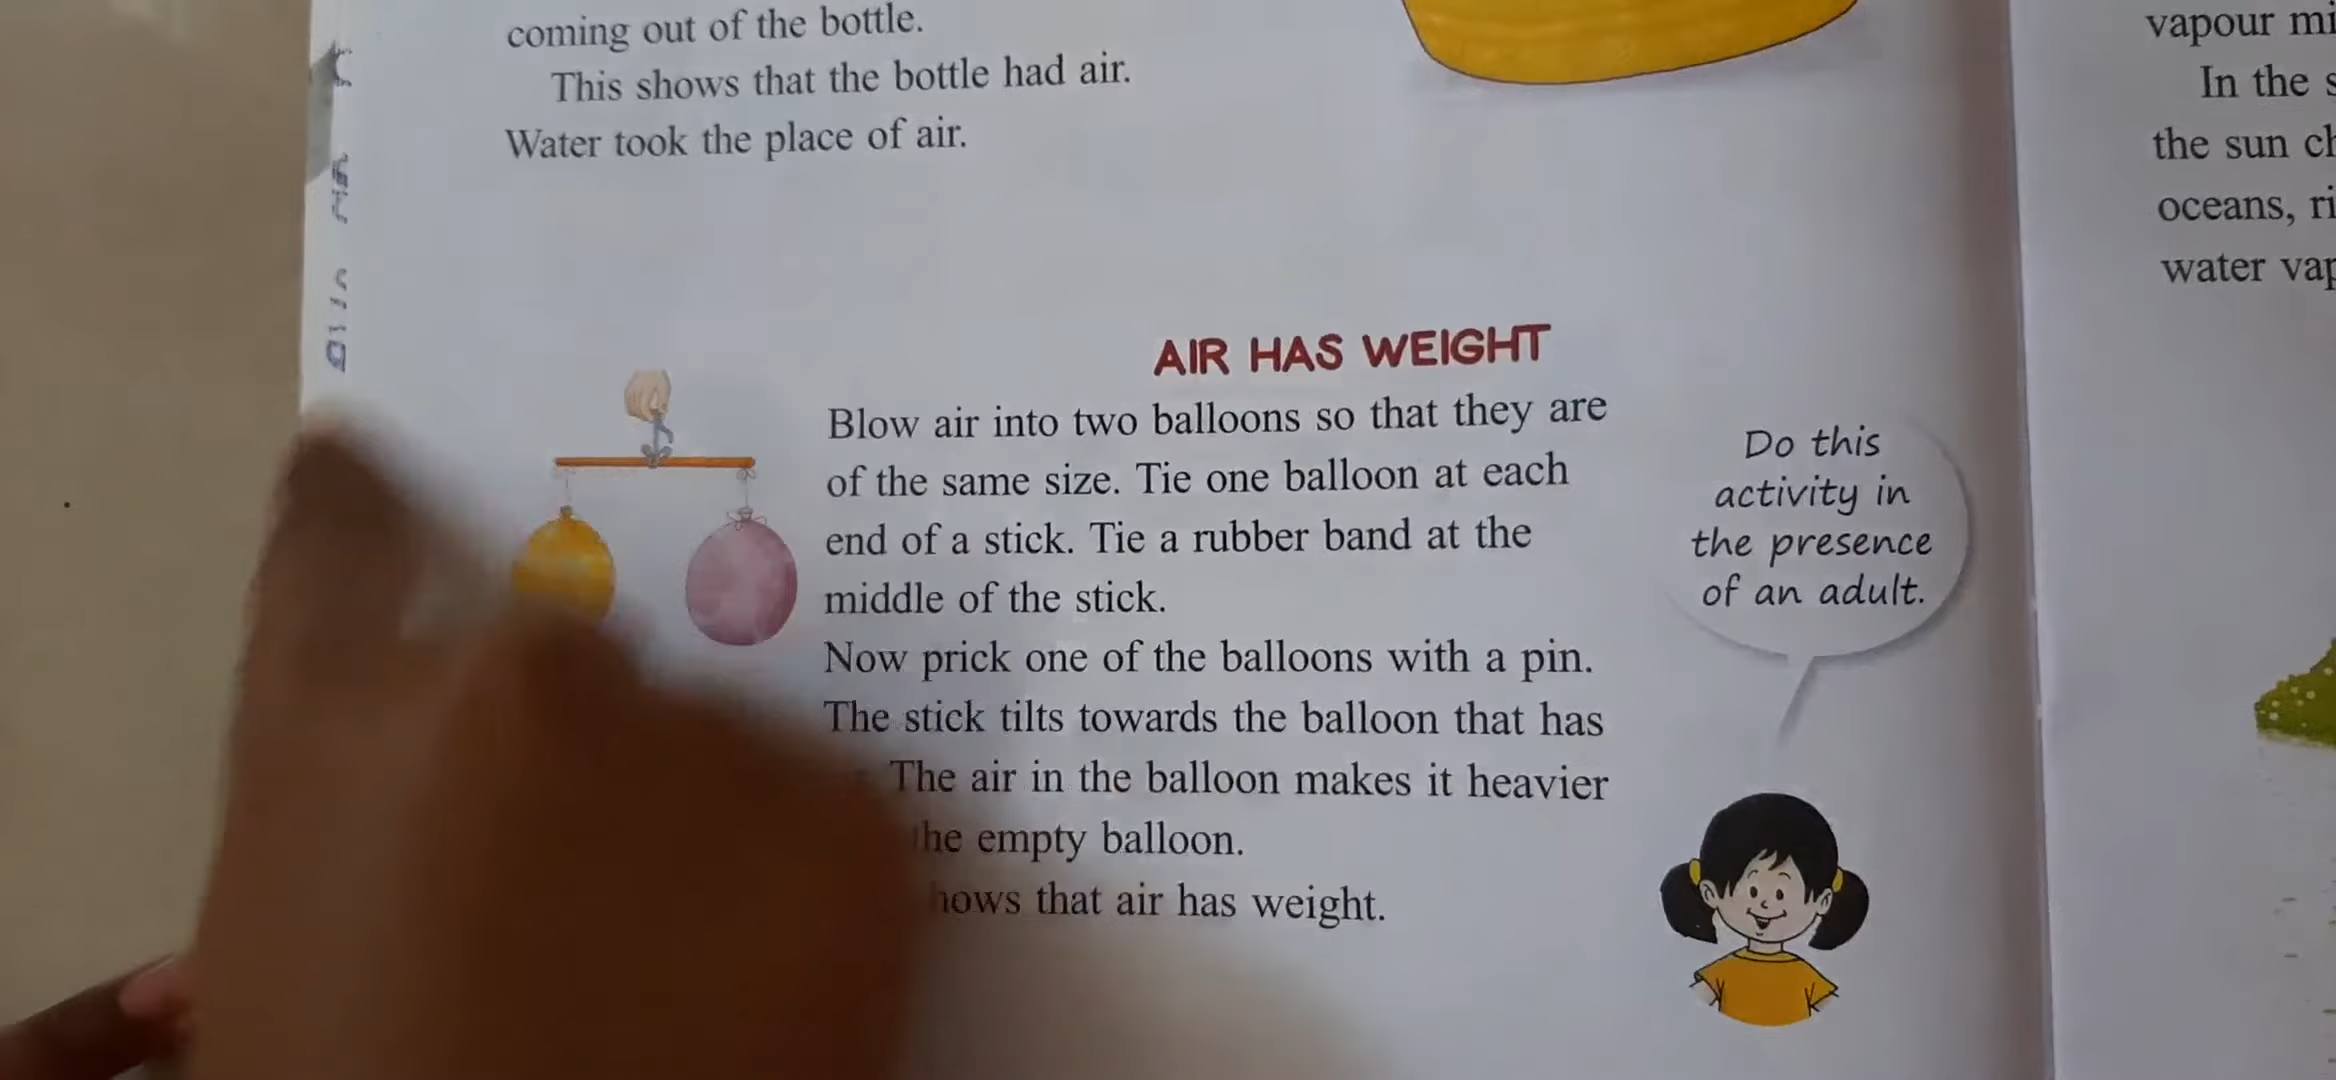 coming out of the bottle.
This shows that the bottle had air.
Water took the place of air.
AIR HAS WEIGHT
Blow air into two balloons so that they are
of the same size. Tie one balloon at each
end of a stick. Tie a rubber band at the
middle of the stick.
Now prick one of the balloons with a pin.
The stick tilts towards the balloon that has
The air in the balloon makes it heavier
the empty balloon.
that air has weight.
Do this
activity in
the presence
of an adult.
vapour
In the
the sun
oceans,
water